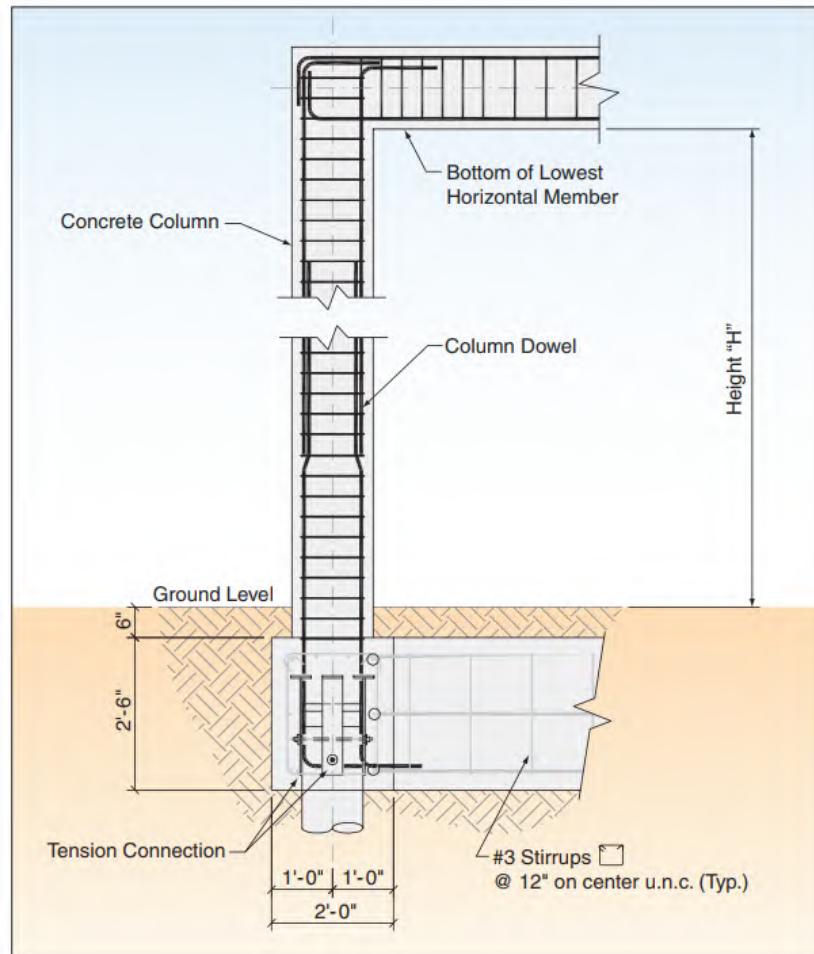 Bottom of Lowest
Horizontal Member
Concrete Column
Column Dowel
Height “H”
Ground Level
6"
2'-6"
Tension Connection
1'-0"
1'-0"
2'-0"
#3 Stirrups
@ 12" on center u.n.c. (Typ.)